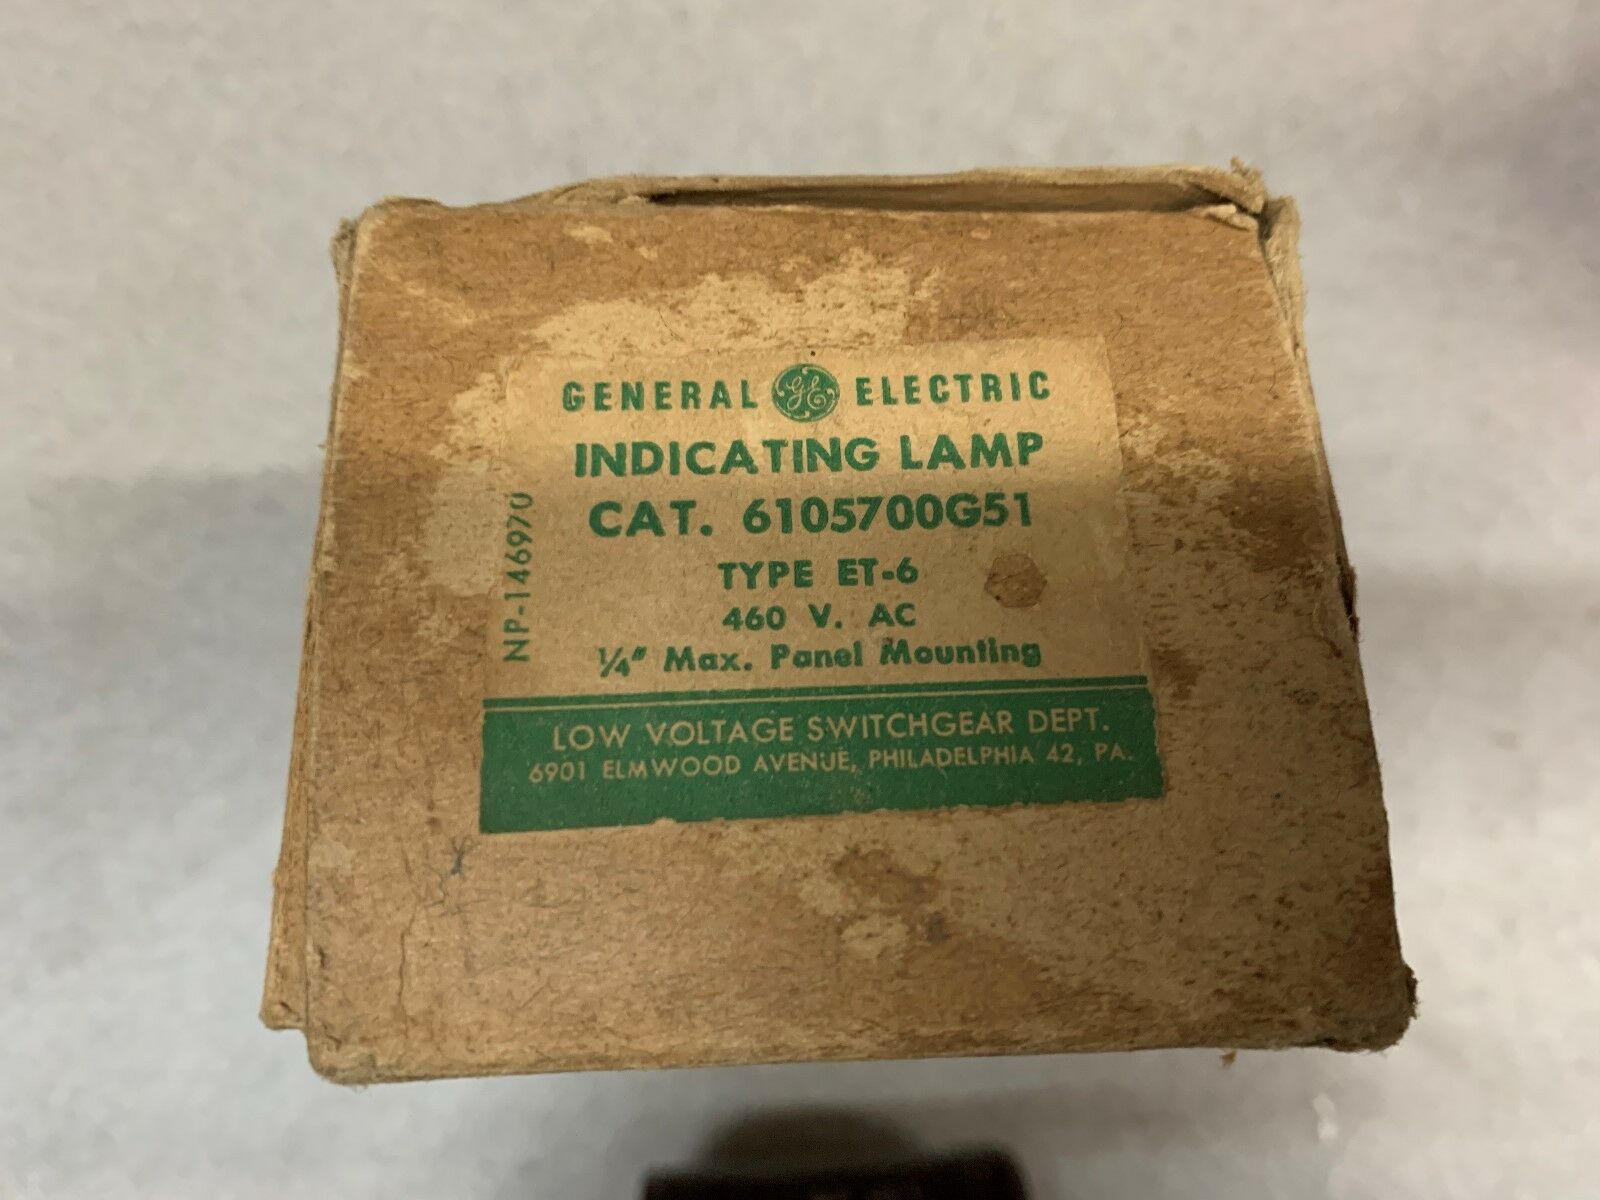 GENERAL GE ELECTRIC
INDICATING LAMP
CAT. 6105700G51
TYPE ET-6
460 V. AC
1/4" Max. Panel Mounting
NP-146970
LOW VOLTAGE SWITCHGEAR DEPT.
6901 ELMWOOD AVENUE, PHILADELPHIA 42, PA.